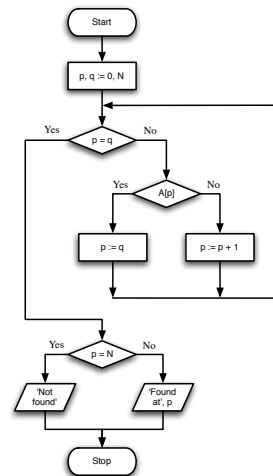 Start
p, q := 0, N
Yes
No
p = q
Yes
No
A[p]
p := q
p := p + 1
Yes
No
p = N
'Not
found'
'Found
at', p
Stop